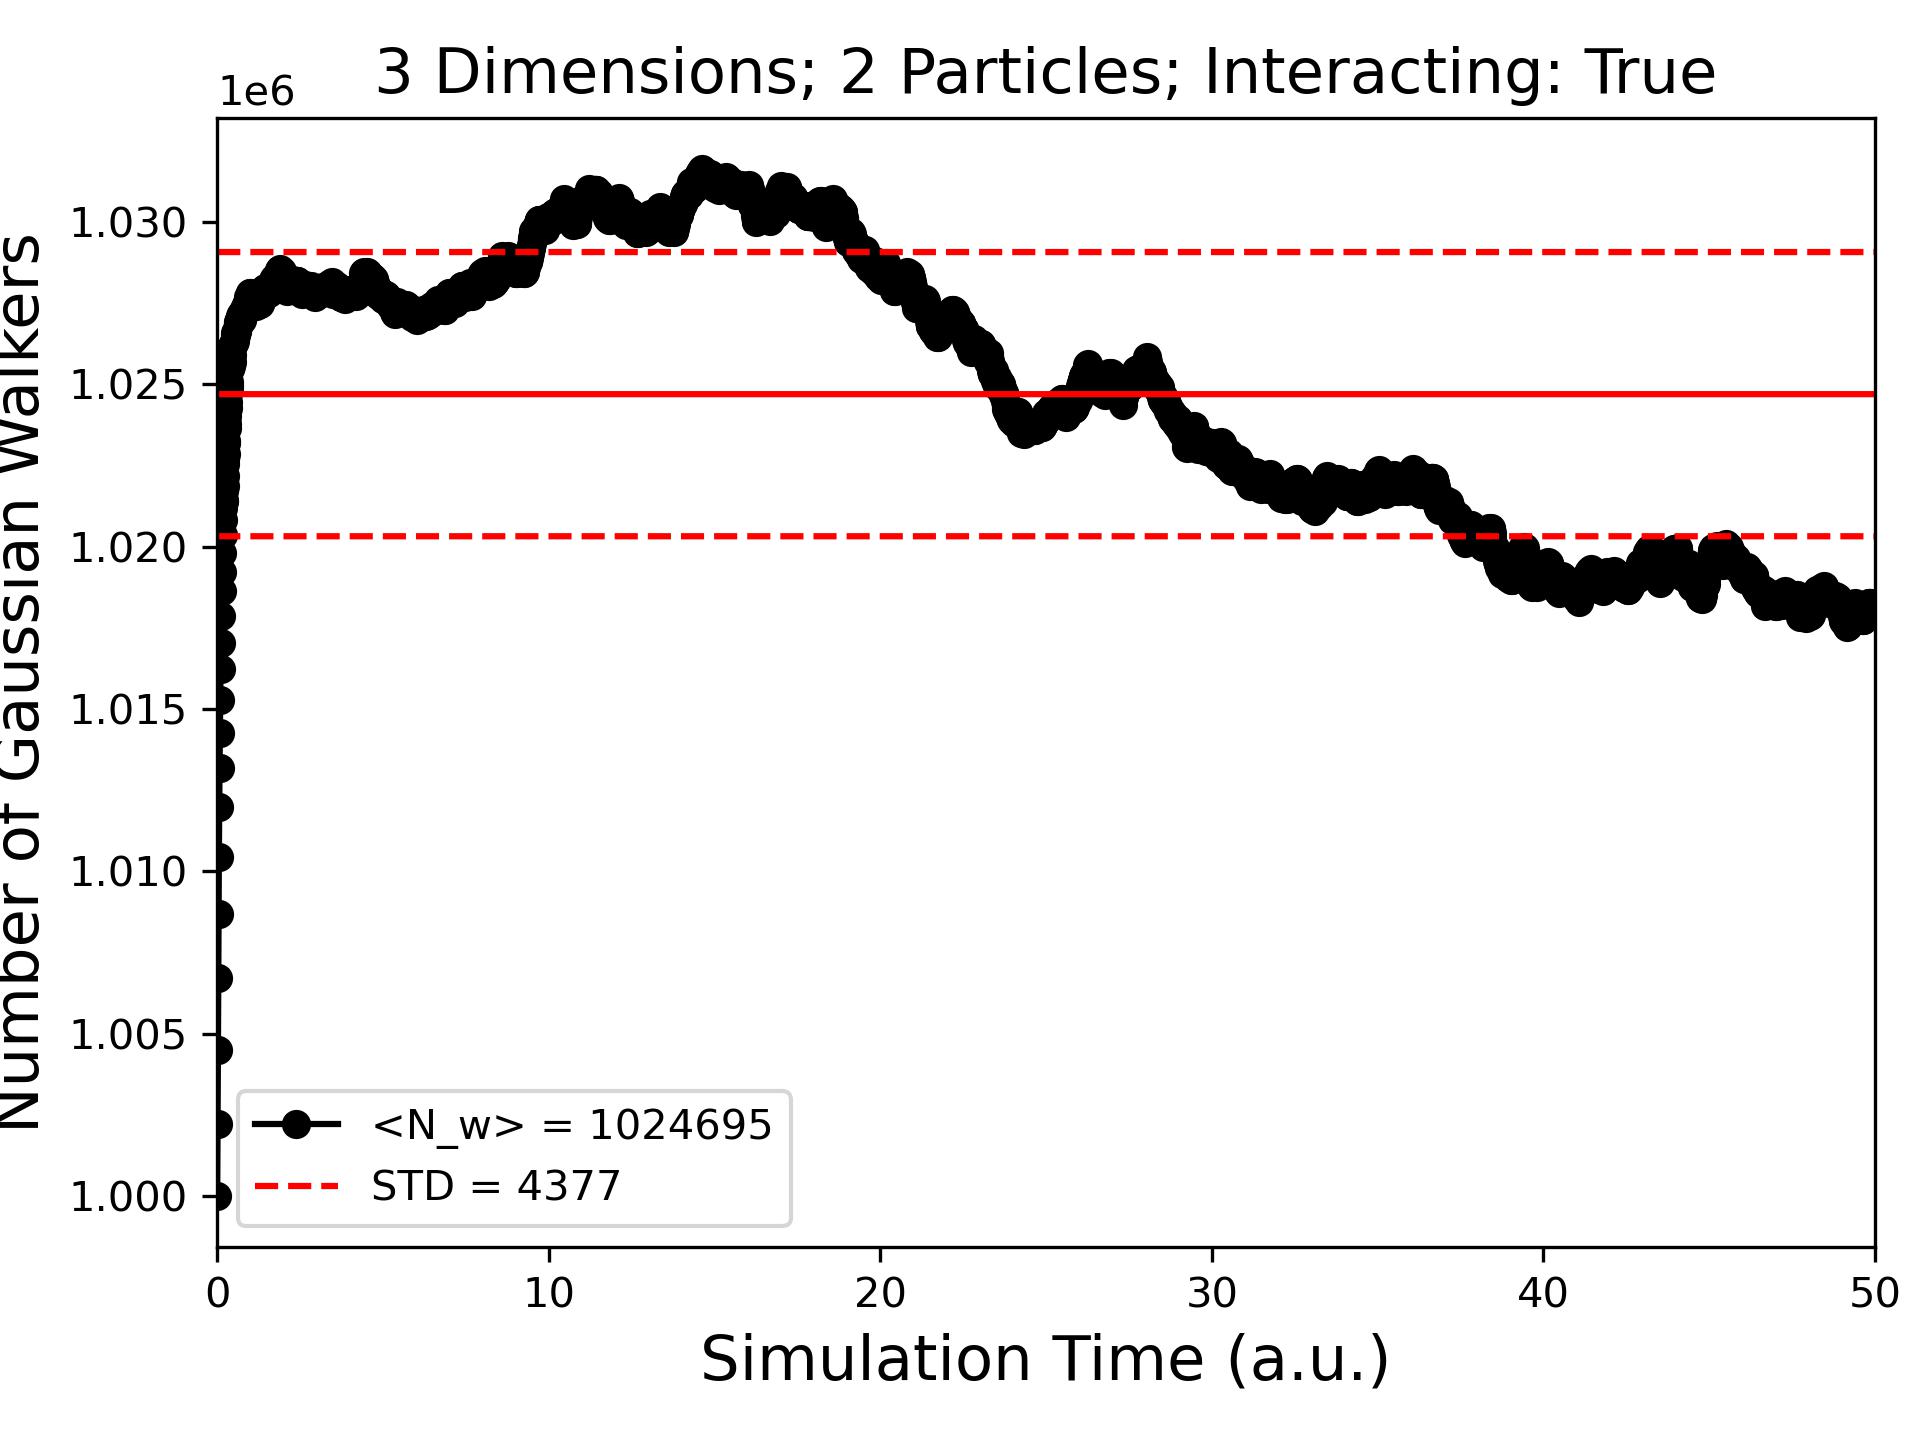 3 Dimensions; 2 Particles; Interacting: True
1e6
Number of Gaussian Walkers
1.030
1.025
1.020
1.015
1.010
1.005
1.000
<N_w> = 1024695
STD = 4377
0 10 20 30 40 50
Simulation Time (a.u.)